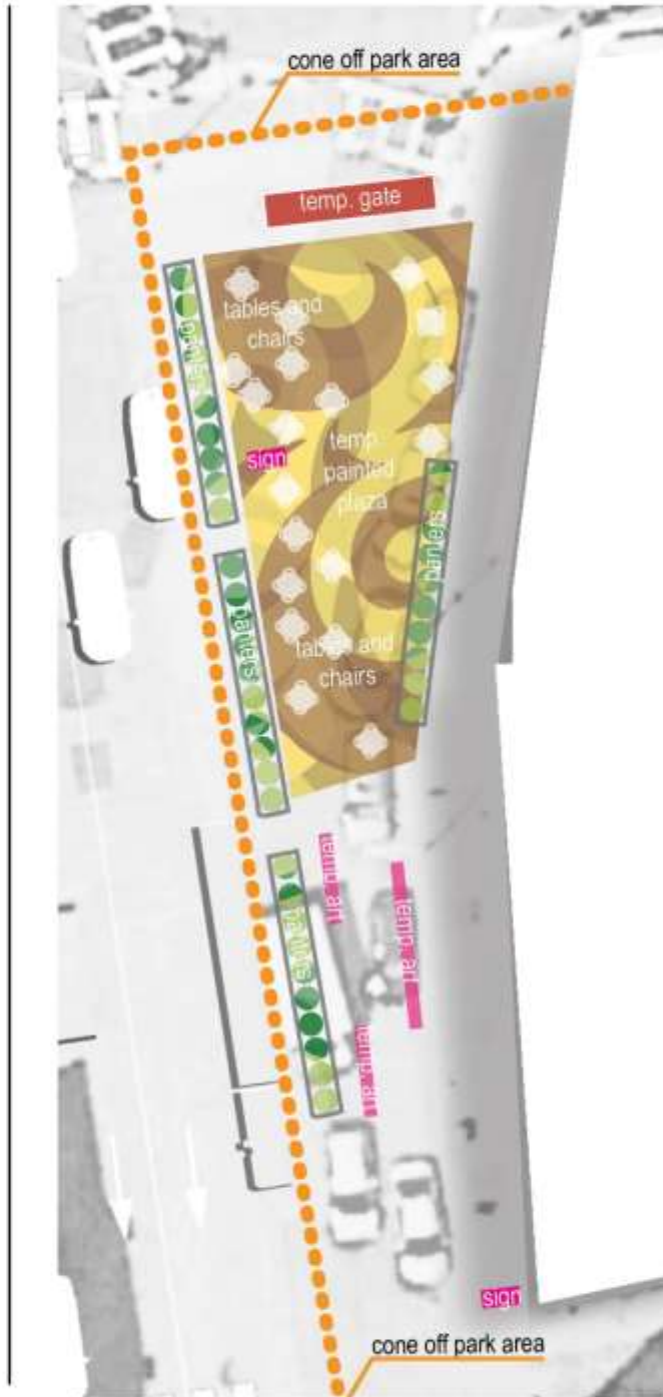 cone off park area
temp. gate
tables and
chairs
planters
sign
temp.
painted
plaza
planters
planters
tables and
chairs
temp. art
temp. art
planters
temp. art
sign
cone off park area